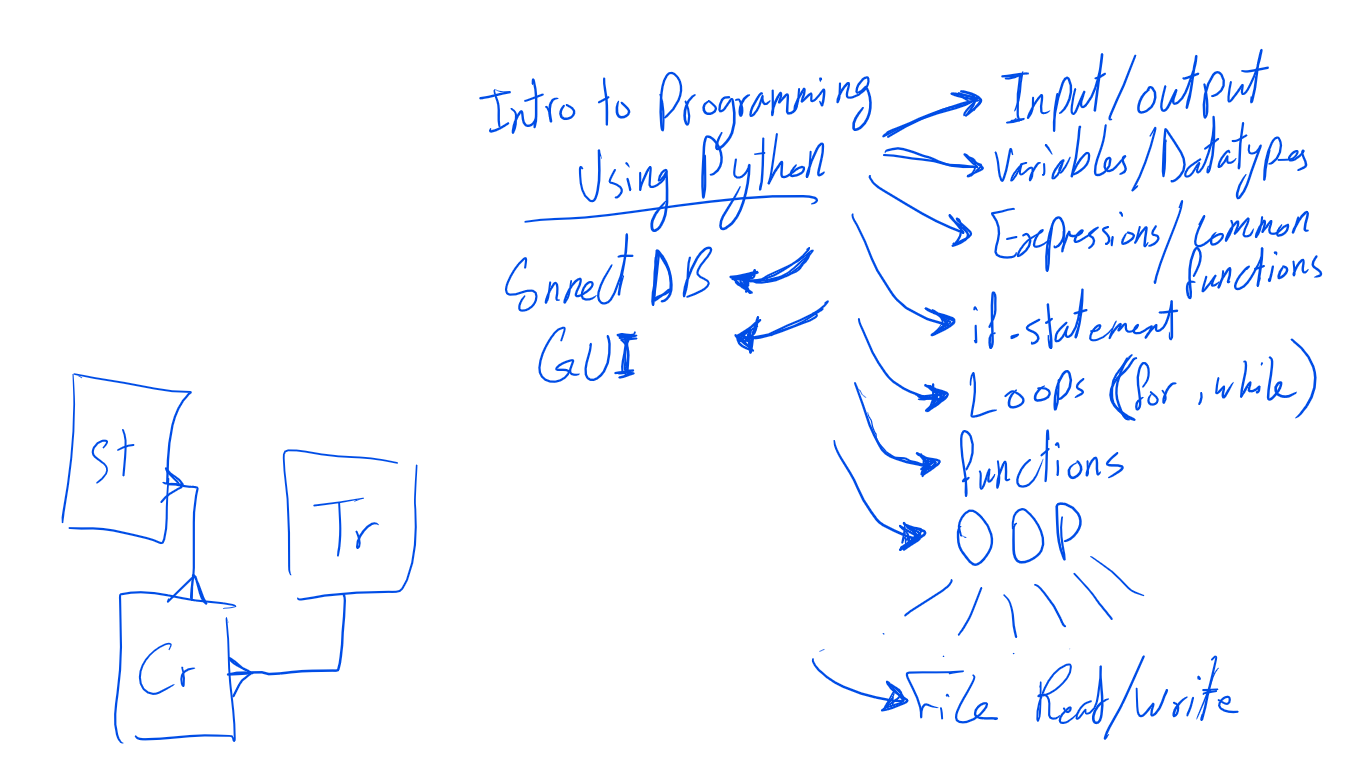 Intro to Programming
Using Python
Connect DB
GUI
Input/output
Variables/Datatypes
Expressions/common
functions
if-statement
Loops (for, while)
functions
OOP
File Read/Write
St
Tr
Cr